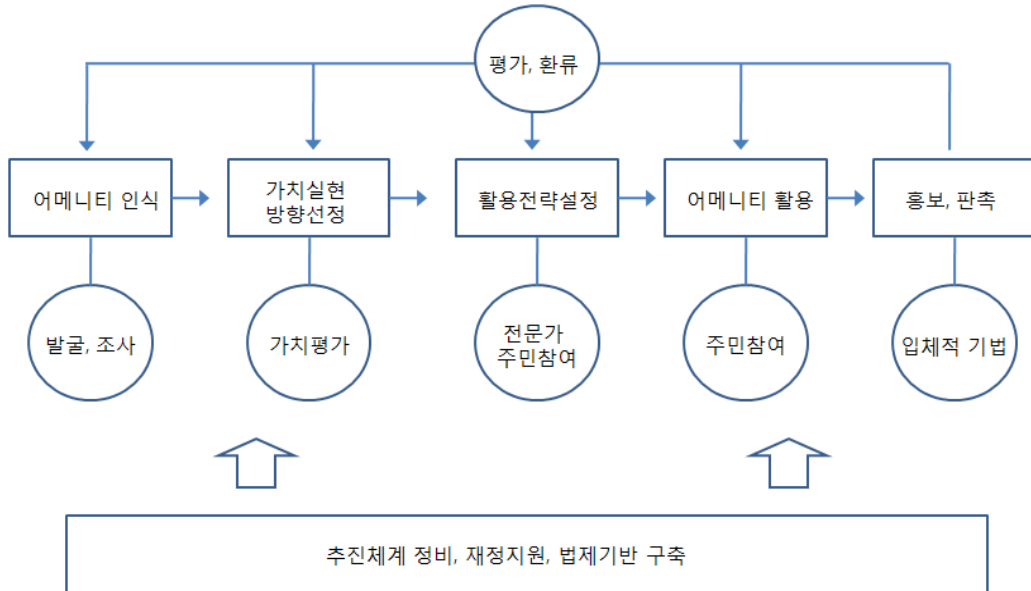 평가, 환류
어메니티 인식
가치실현
방향선정
활용전략설정
어메니티 활용
홍보, 판촉
발굴, 조사
가치평가
전문가
주민참여
주민참여
입체적 기법
추진체계 정비, 재정지원, 법제기반 구축